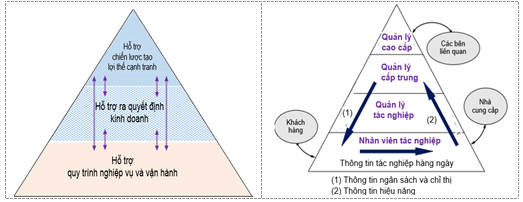 Hỗ trợ
chiến lược tạo
lợi thế cạnh tranh
Hỗ trợ ra quyết định
kinh doanh
Hỗ trợ
quy trình nghiệp vụ và vận hành
Quản lý
cao cấp
Các bên
liên quan
Quản lý
cấp trung
(1)
Quản lý
tác nghiệp
(2)
Nhà
cung cấp
Khách
hàng
Nhân viên tác nghiệp
Thông tin tác nghiệp hàng ngày
(1) Thông tin ngân sách và chỉ thị
(2) Thông tin hiệu năng